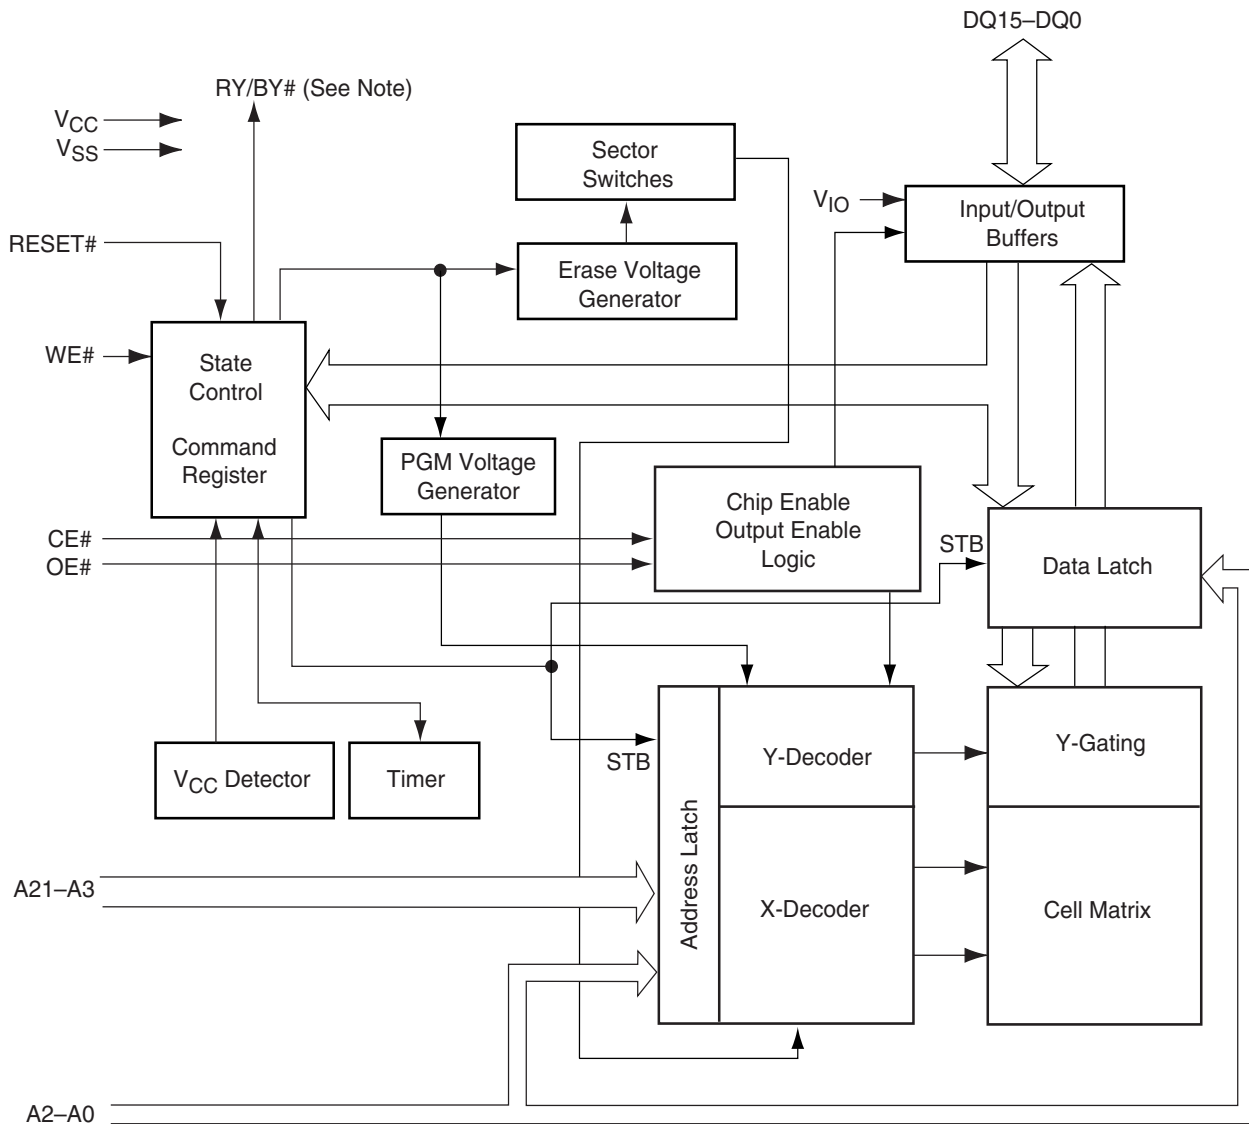 DQ15–DQ0
RY/BY# (See Note)
VCC
VSS
Sector
Switches
VIO
Input/Output
Buffers
RESET#
Erase Voltage
Generator
WE#
State
Control
Command
Register
PGM Voltage
Generator
Chip Enable
Output Enable
Logic
CE#
OE#
STB
Data Latch
STB
Y-Decoder
Y-Gating
VCC Detector
Timer
Address Latch
A21–A3
X-Decoder
Cell Matrix
A2–A0